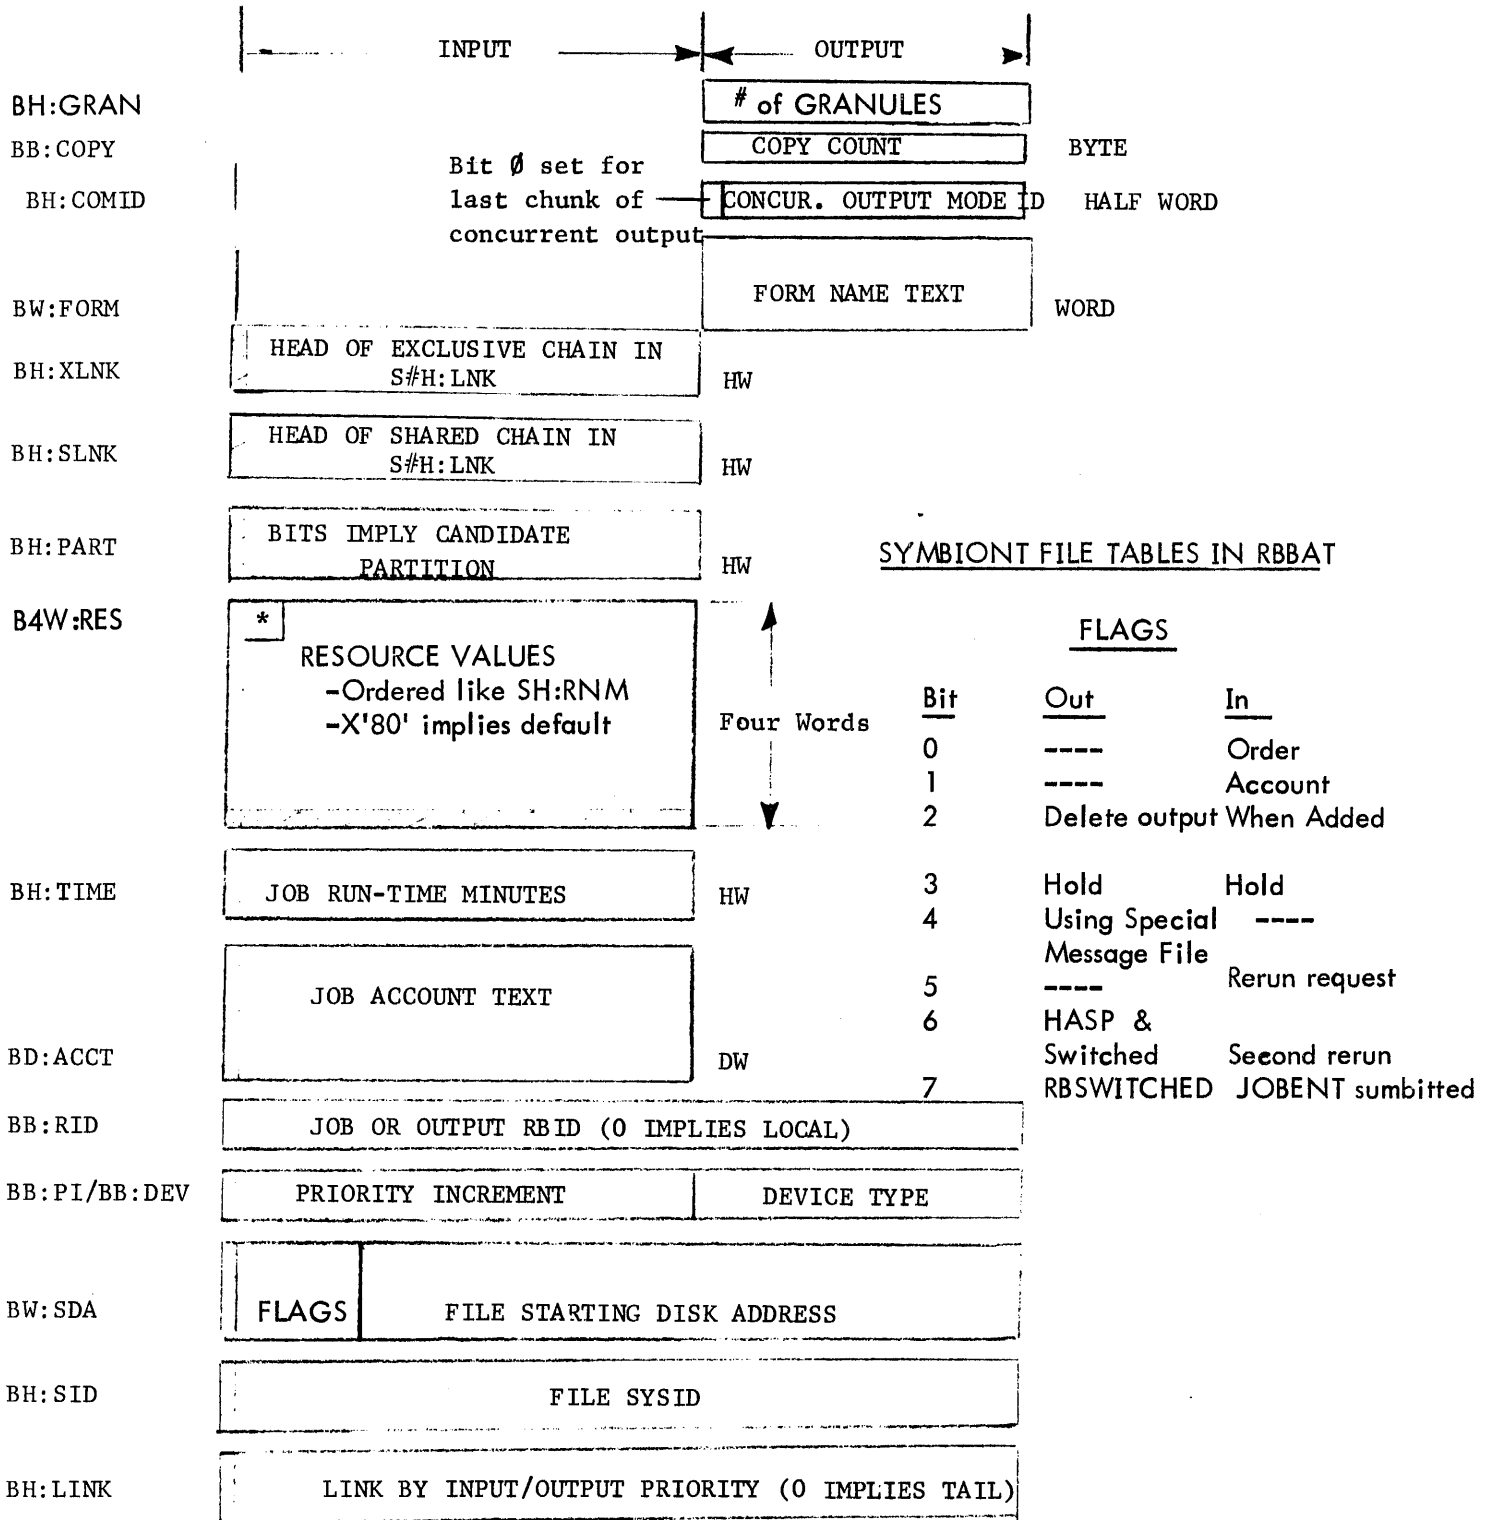 INPUT OUTPUT
BH:GRAN # of GRANULES
BB:COPY COPY COUNT BYTE
Bit Ø set for
BH:COMID last chunk of CONCUR. OUTPUT MODE ID HALF WORD
concurrent output
BW:FORM FORM NAME TEXT WORD
HEAD OF EXCLUSIVE CHAIN IN
BH:XLNK S#H:LNK HW
HEAD OF SHARED CHAIN IN
BH:SLNK S#H:LNK HW
BH:PART BITS IMPLY CANDIDATE
PARTITION HW
SYMBIONT FILE TABLES IN RBBAT
B4W:RES *
RESOURCE VALUES
-Ordered like SH:RNM
-X'80' implies default
Four Words
FLAGS
Bit Out In
0 ---- Order
1 ---- Account
2 Delete output When Added
3 Hold Hold
4 Using Special ----
Message File
5 ---- Rerun request
6 HASP &
Switched Second rerun
7 RBSWITCHED JOBENT sumbitted
BH:TIME JOB RUN-TIME MINUTES HW
JOB ACCOUNT TEXT
BD:ACCT DW
BB:RID JOB OR OUTPUT RBID (0 IMPLIES LOCAL)
BB:PI/BB:DEV PRIORITY INCREMENT DEVICE TYPE
BW:SDA FLAGS FILE STARTING DISK ADDRESS
BH:SID FILE SYSID
BH:LINK LINK BY INPUT/OUTPUT PRIORITY (0 IMPLIES TAIL)